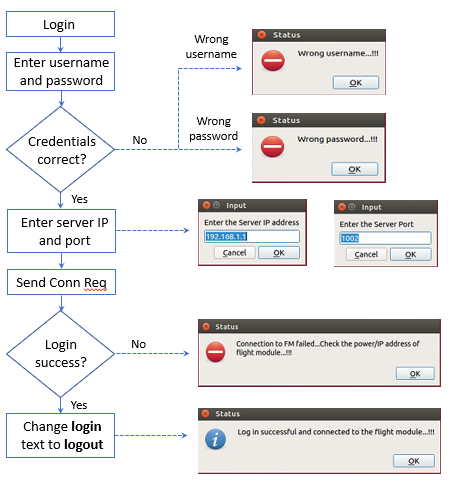 Login
Enter username
and password
Credentials
correct?
No
Wrong
username
Status
Wrong username...!!!
OK
Wrong
password
Status
Wrong password...!!!
OK
Yes
Enter server IP
and port
Input
Enter the Server IP address
192.168.1.1
Cancel OK
Input
Enter the Server Port
1002
Cancel OK
Send Conn Req
Login
success?
No
Status
Connection to FM failed...Check the power/IP address of
flight module...!!!
OK
Yes
Change login
text to logout
Status
Log in successful and connected to the flight module...!!!
OK